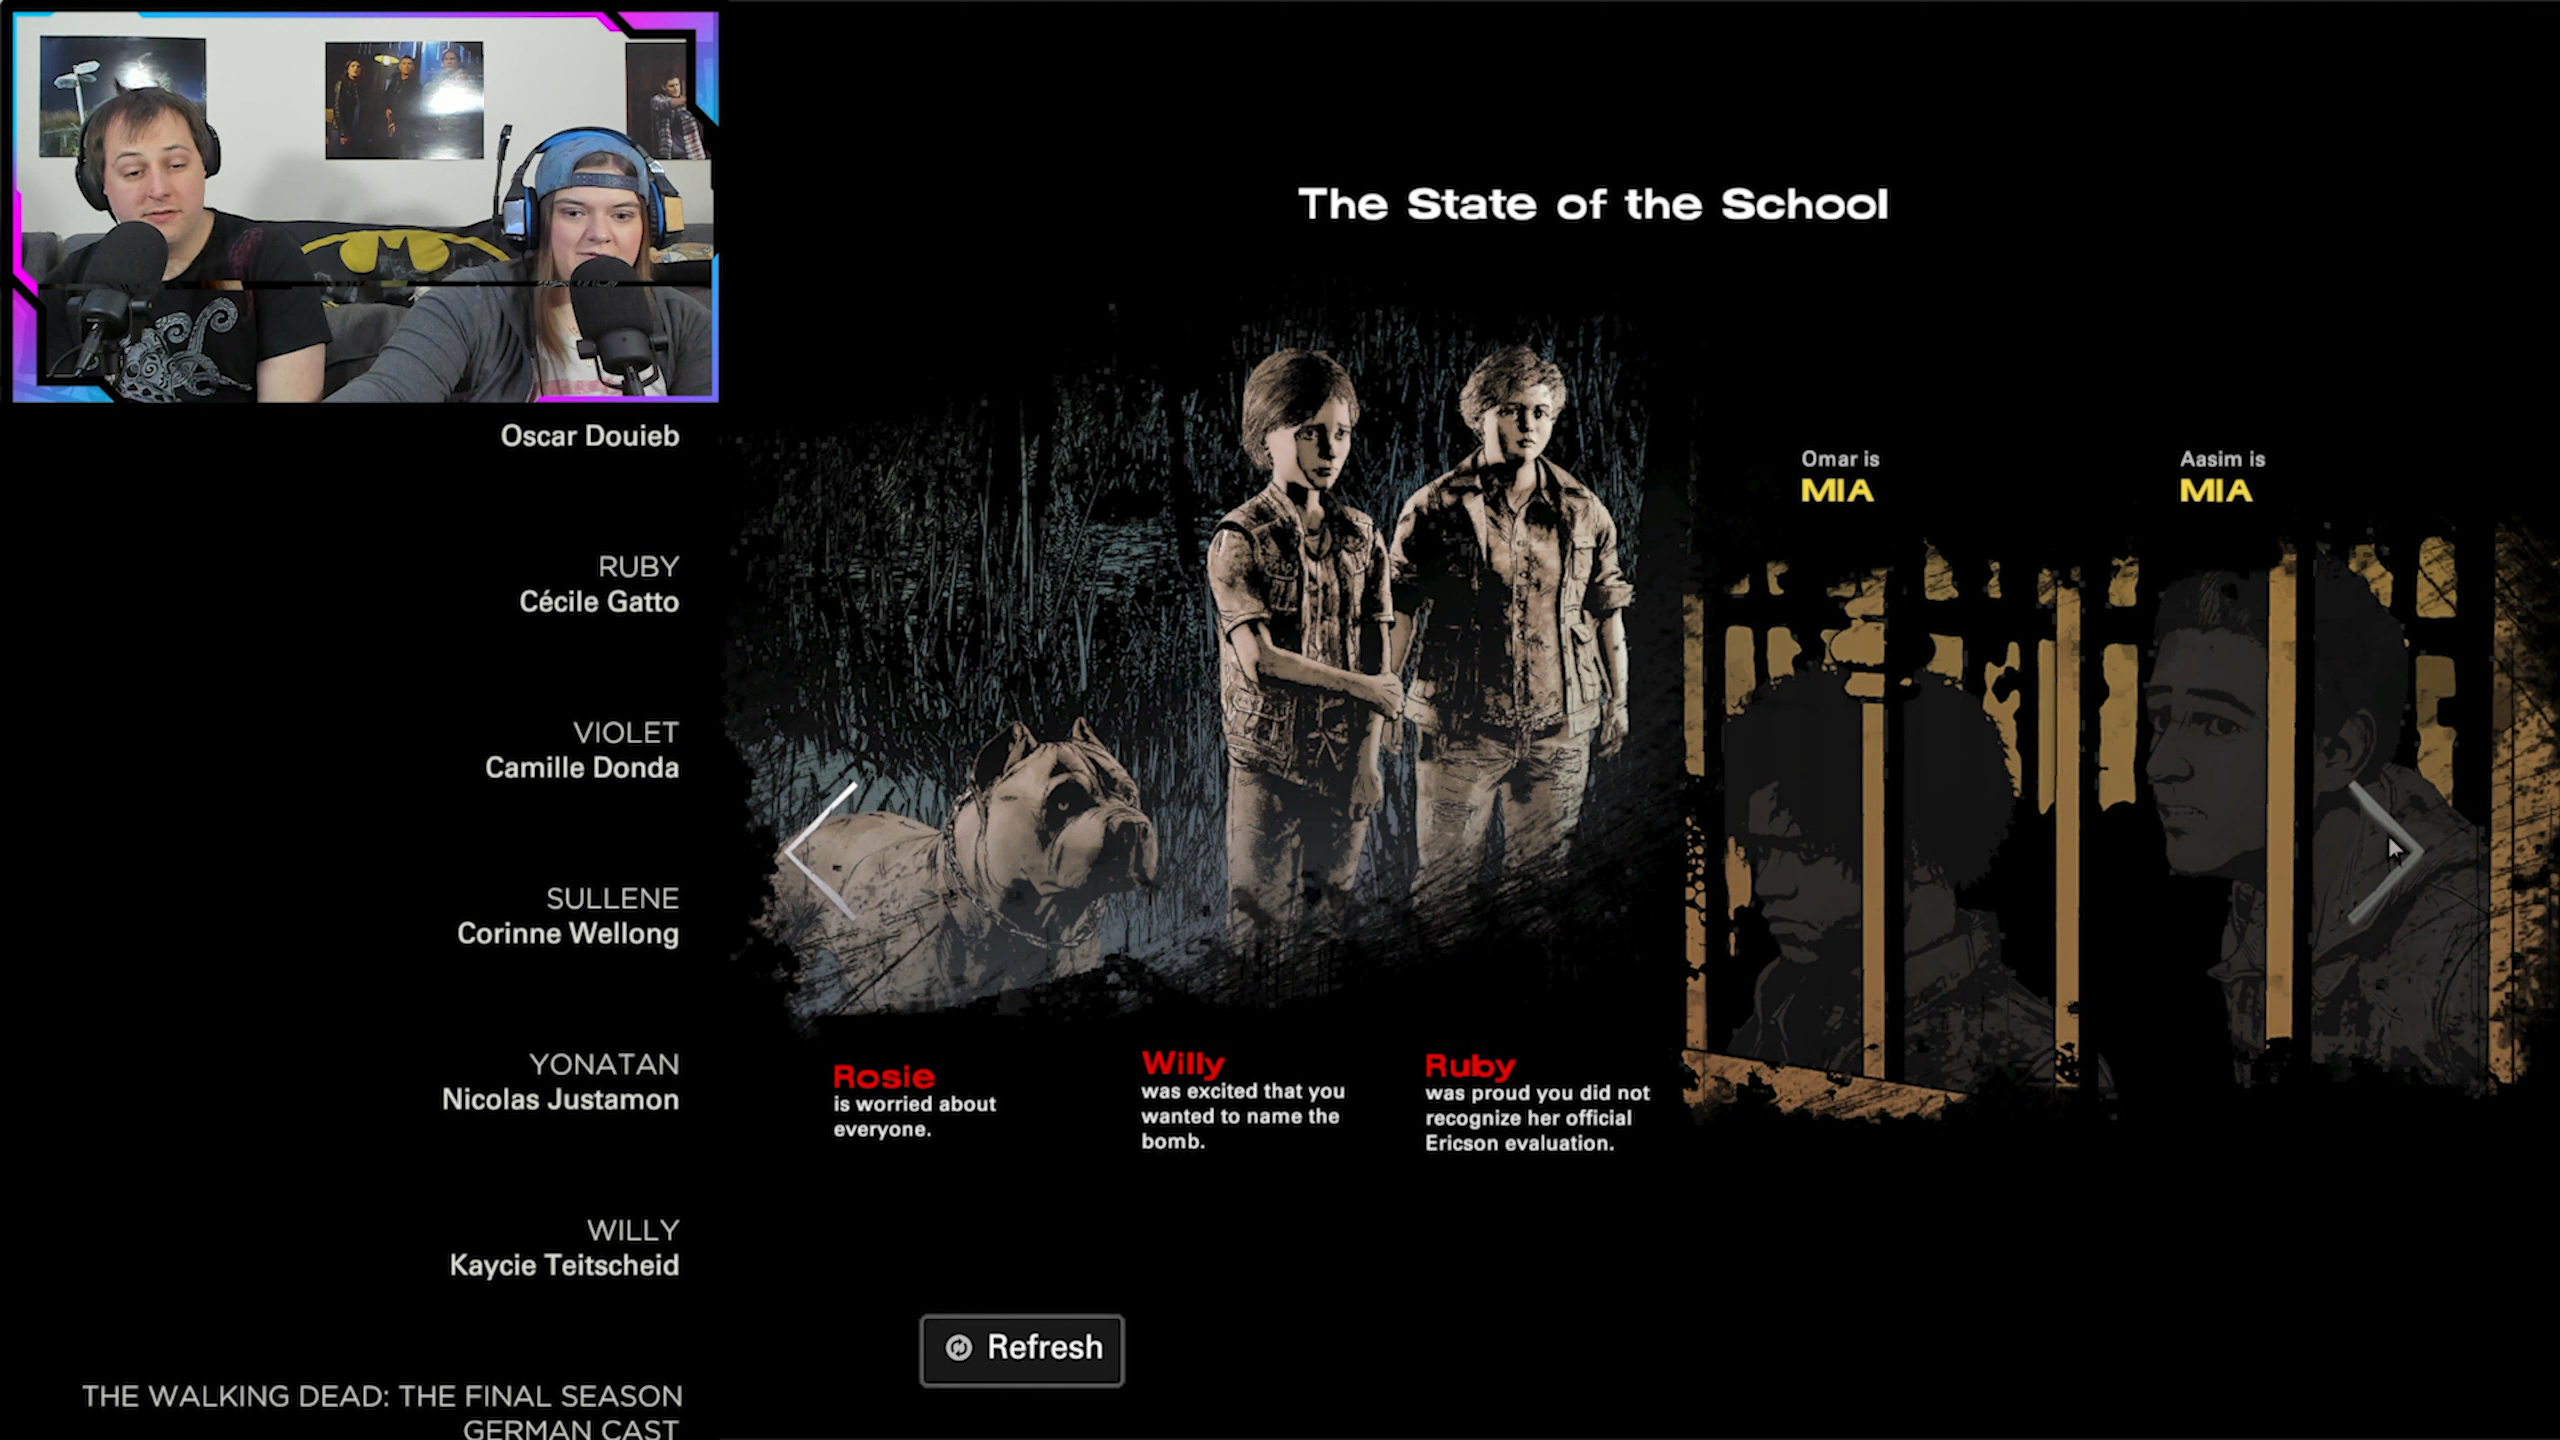 The State of the School
Oscar Douieb
RUBY
Cécile Gatto
VIOLET
Camille Donda
SULLENE
Corinne Wellong
YONATAN
Nicolas Justamon
WILLY
Kaycie Teitscheid
THE WALKING DEAD: THE FINAL SEASON
GERMAN CAST
Omar is
MIA
Aasim is
MIA
Rosie
is worried about
everyone.
Willy
was excited that you
wanted to name the
bomb.
Ruby
was proud you did not
recognize her official
Ericson evaluation.
Refresh